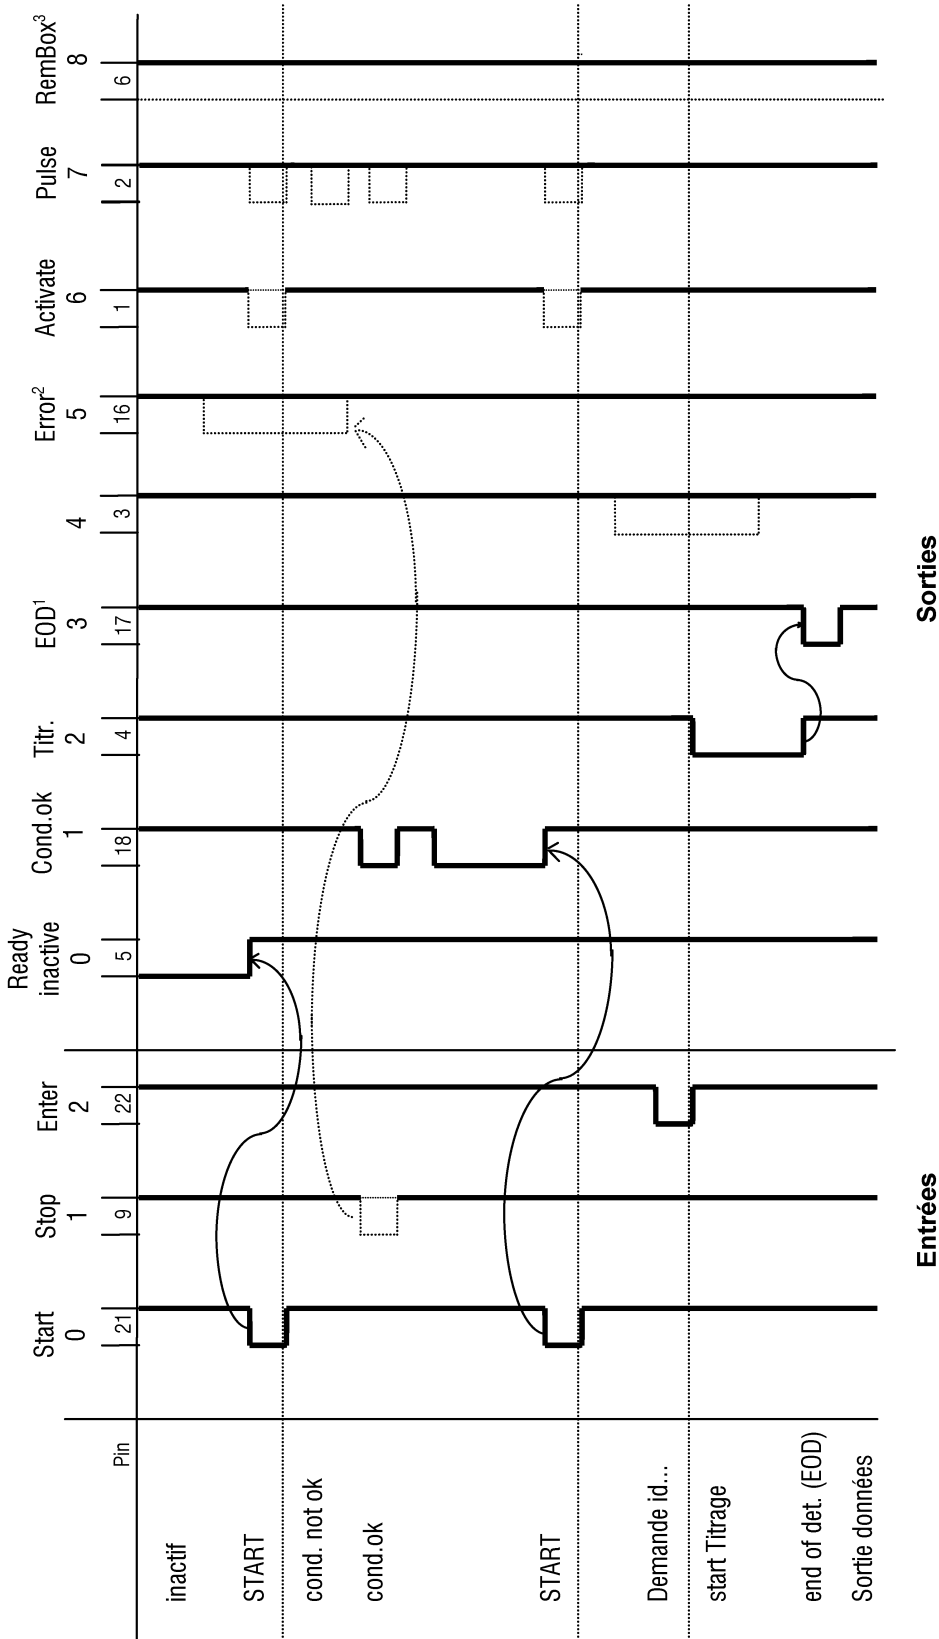 Ready
Start Stop Enter inactive Cond.ok Titr. EOD¹ Error² Activate Pulse RemBox³
0 1 2 0 1 2 3 4 5 6 7 8
Pin 21 9 22 5 18 4 17 3 16 1 2 6
inactif
START
cond. not ok
cond.ok
START
Demande id...
start Titrage
end of det. (EOD)
Sortie données
Entrées Sorties